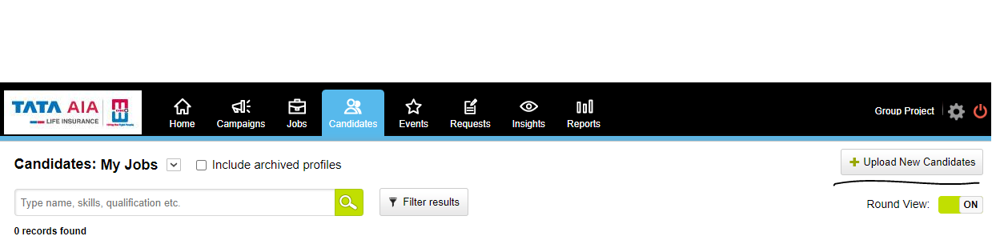 TATA AIA
LIFE INSURANCE
Home
Campaigns
Jobs
Candidates
Events
Requests
Insights
Reports
Group Project
Candidates: My Jobs
Include archived profiles
+ Upload New Candidates
Type name, skills, qualification etc.
Filter results
Round View: ON
0 records found